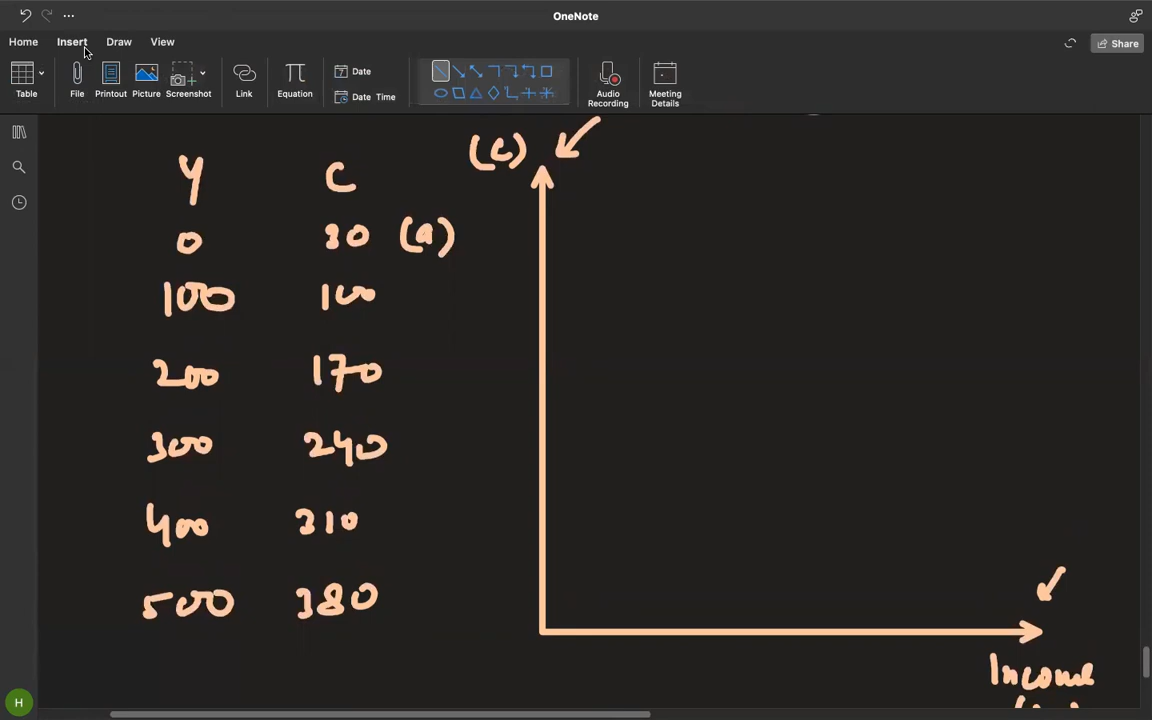 OneNote
Home Insert Draw View
Share
Table File Printout Picture Screenshot Link Equation
7 Date
Date Time
Audio Recording
Meeting Details
(C)
Y C
0 30 (a)
100 100
200 170
300 240
400 310
500 380
Income
H